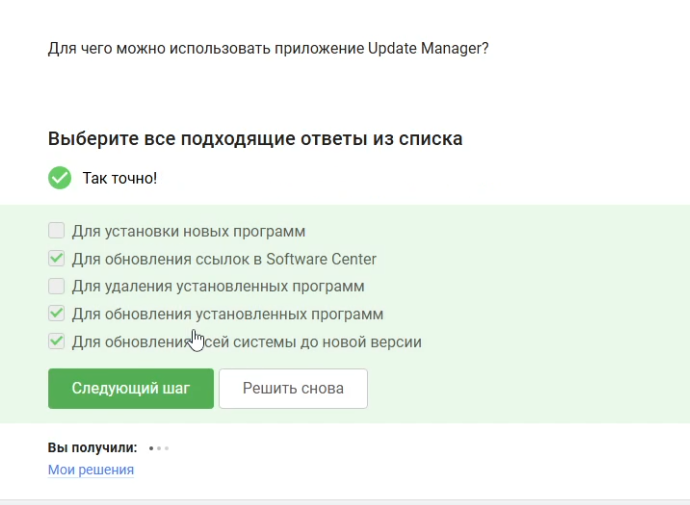 Для чего можно использовать приложение Update Manager?
Выберите все подходящие ответы из списка
Так точно!
Для установки новых программ
Для обновления ссылок в Software Center
Для удаления установленных программ
Для обновления установленных программ
Для обновления всей системы до новой версии
Следующий шаг
Решить снова
Вы получили:
Мои решения